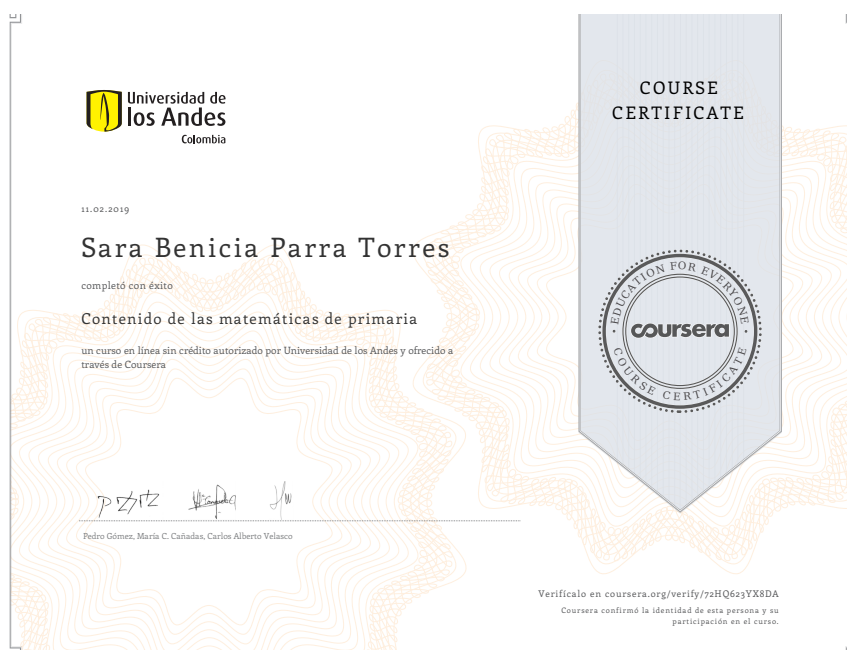 Universidad de
los Andes
Colombia
COURSE
CERTIFICATE
11.02.2019
Sara Benicia Parra Torres
completó con éxito
Contenido de las matemáticas de primaria
un curso en línea sin crédito autorizado por Universidad de los Andes y ofrecido a
través de Coursera
EDUCATION FOR EVERYONE
coursera
COURSE CERTIFICATE
Pedro Gómez, María C. Cañadas, Carlos Alberto Velasco
Verifícalo en coursera.org/verify/72HQ623YX8DA
Coursera confirmó la identidad de esta persona y su
participación en el curso.